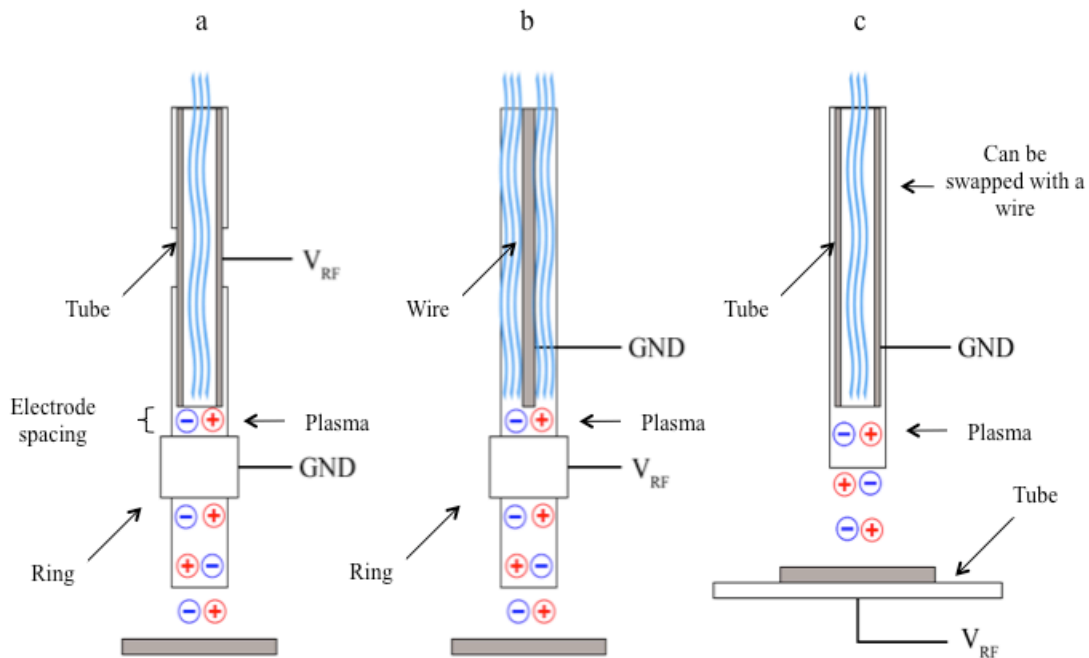 a
b
c
Can be
swapped with a
wire
V RF
Tube
Wire
Tube
GND
GND
Electrode
spacing
− +
Plasma
− +
Plasma
− +
Plasma
GND
V RF
+ −
Tube
− +
− +
− +
Ring
+ −
Ring
+ −
− +
− +
V RF